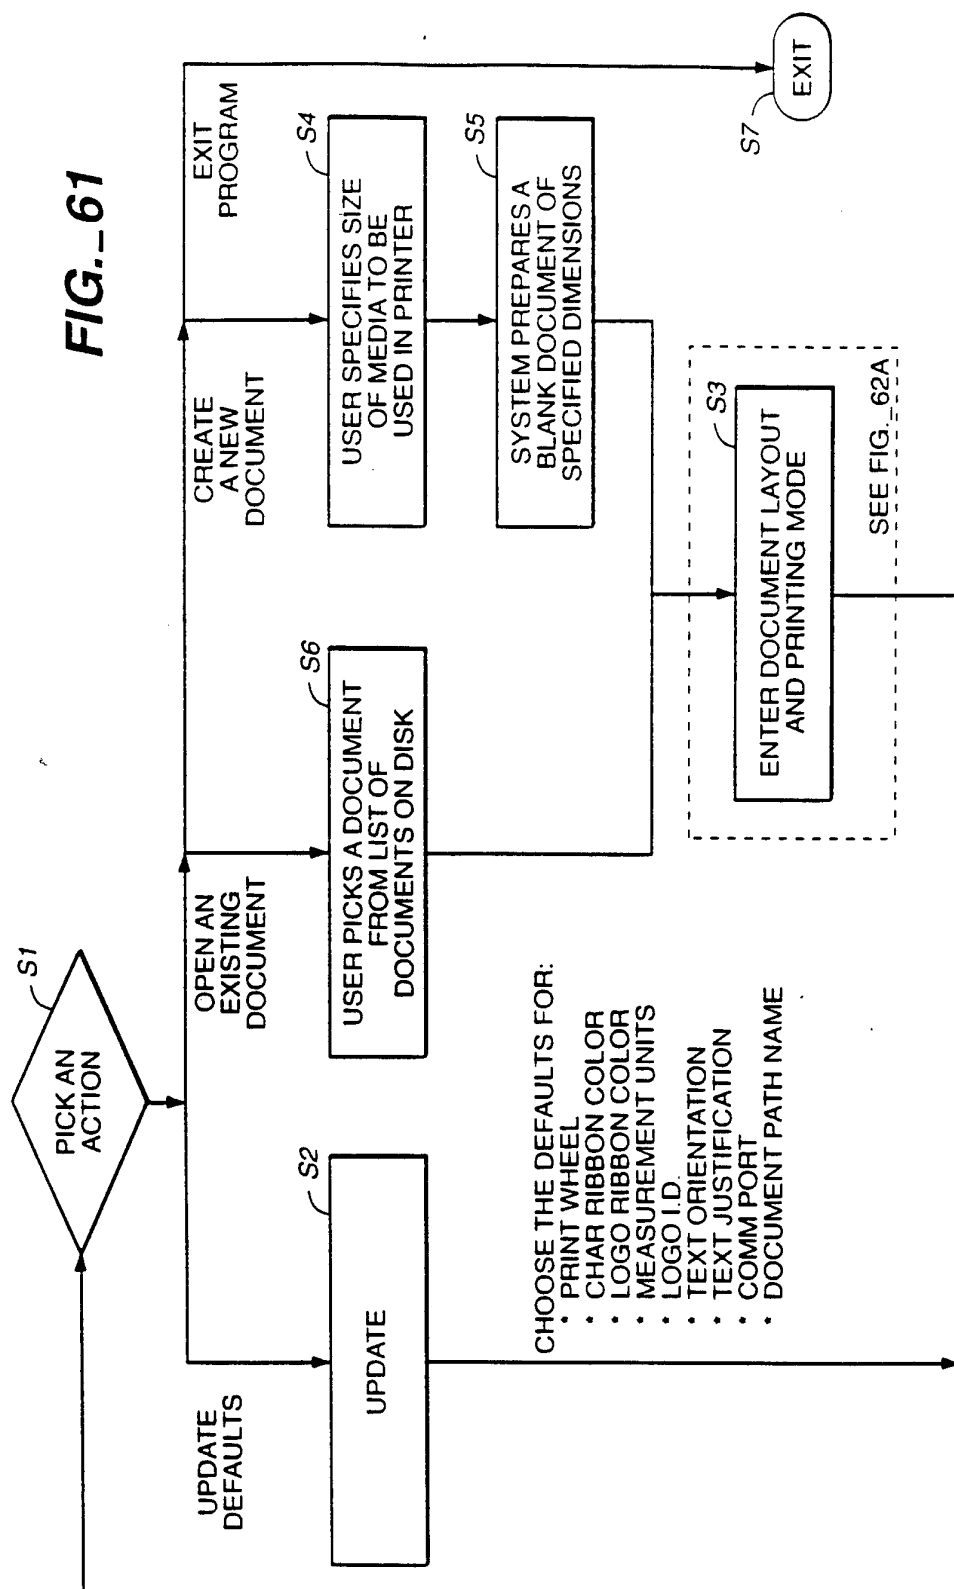 FIG._61
S1
PICK AN
ACTION
UPDATE
DEFAULTS
OPEN AN
EXISTING
DOCUMENT
CREATE
A NEW
DOCUMENT
EXIT
PROGRAM
S2
UPDATE
S6
USER PICKS A DOCUMENT
FROM LIST OF
DOCUMENTS ON DISK
S4
USER SPECIFIES SIZE
OF MEDIA TO BE
USED IN PRINTER
S5
SYSTEM PREPARES A
BLANK DOCUMENT OF
SPECIFIED DIMENSIONS
CHOOSE THE DEFAULTS FOR:
• PRINT WHEEL
• CHAR RIBBON COLOR
• LOGO RIBBON COLOR
• MEASUREMENT UNITS
• LOGO I.D.
• TEXT ORIENTATION
• TEXT JUSTIFICATION
• COMM PORT
• DOCUMENT PATH NAME
S3
ENTER DOCUMENT LAYOUT
AND PRINTING MODE
SEE FIG._62A
S7
EXIT